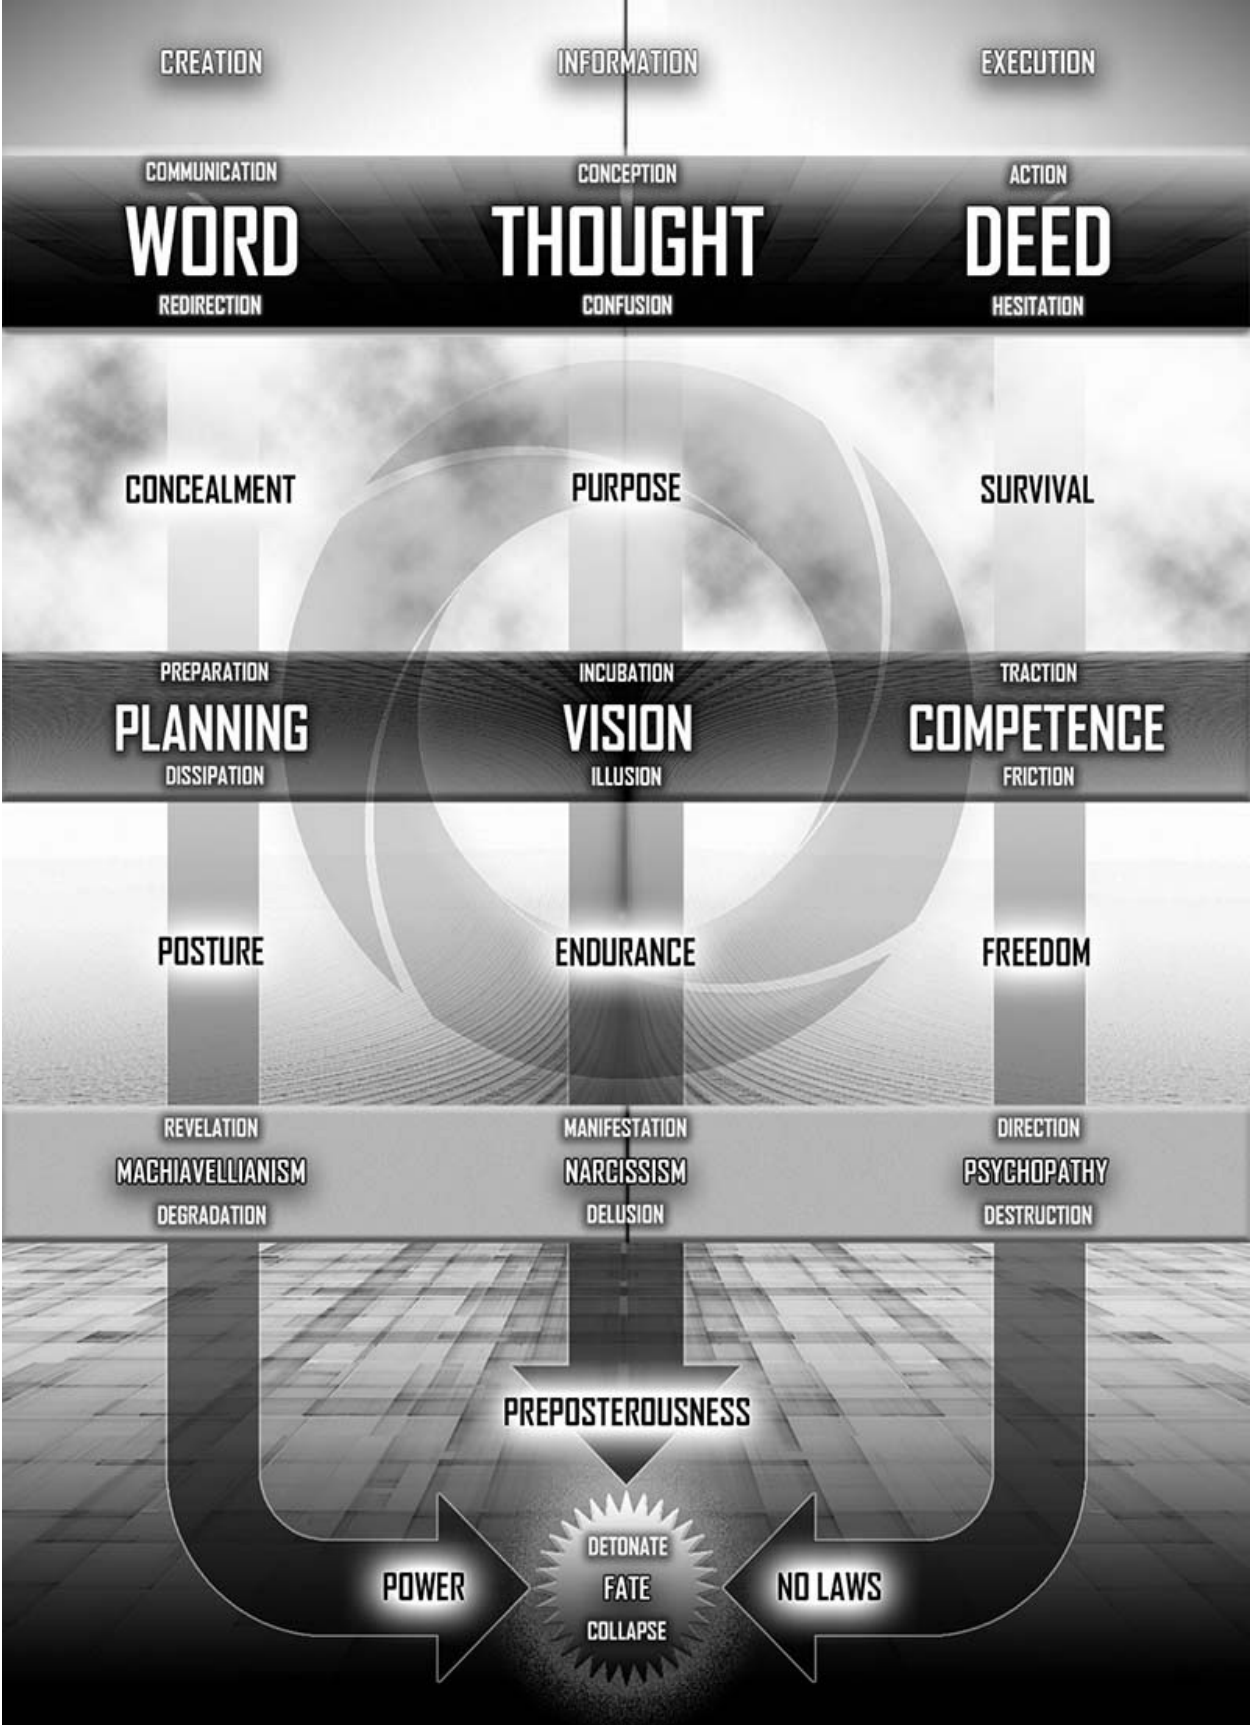 CREATION INFORMATION EXECUTION
COMMUNICATION CONCEPTION ACTION
WORD THOUGHT DEED
REDIRECTION CONFUSION HESITATION
CONCEALMENT PURPOSE SURVIVAL
PREPARATION INCUBATION TRACTION
PLANNING VISION COMPETENCE
DISSIPATION ILLUSION FRICTION
POSTURE ENDURANCE FREEDOM
REVELATION MANIFESTATION DIRECTION
MACHIAVELLIANISM NARCISSISM PSYCHOPATHY
DEGRADATION DELUSION DESTRUCTION
PREPOSTEROUSNESS
DETONATE
POWER FATE NO LAWS
COLLAPSE